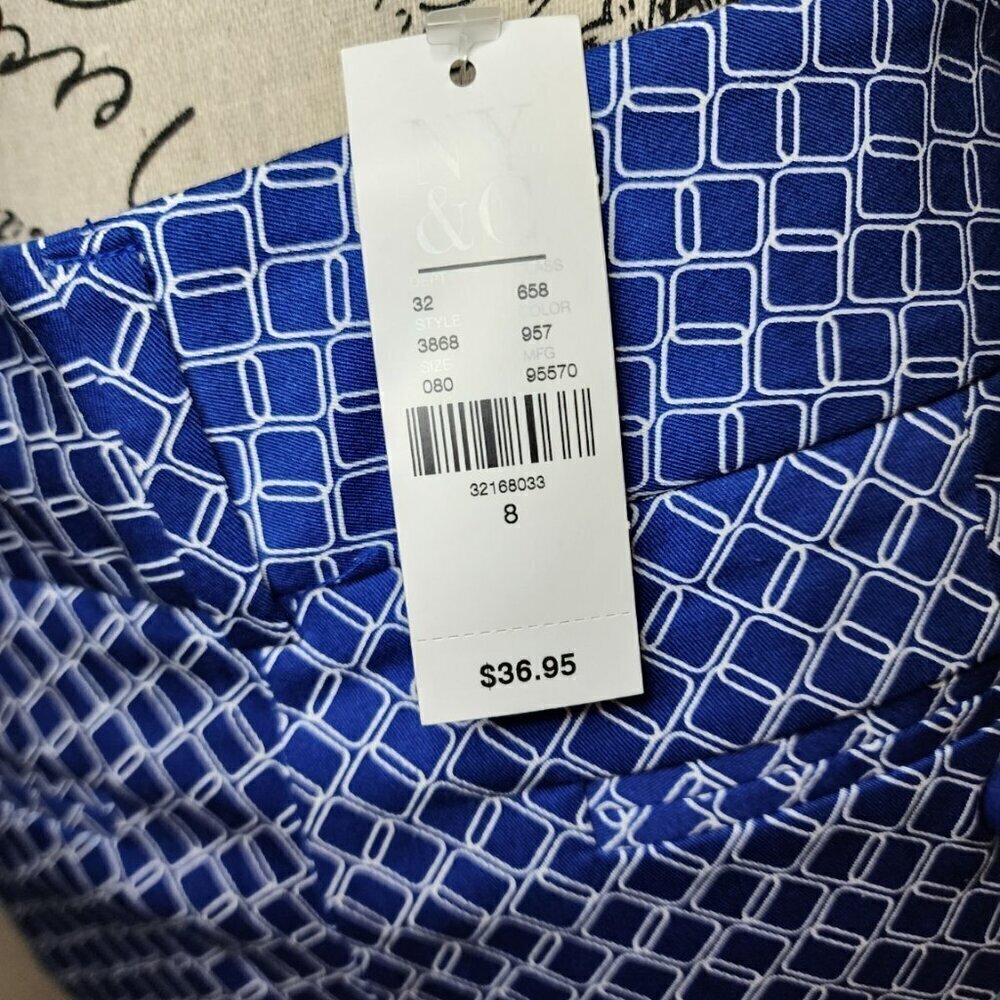 NY
&C
DEPT CLASS
32 658
STYLE COLOR
3868 957
SIZE MFG
080 95570
32168033
8
$36.95